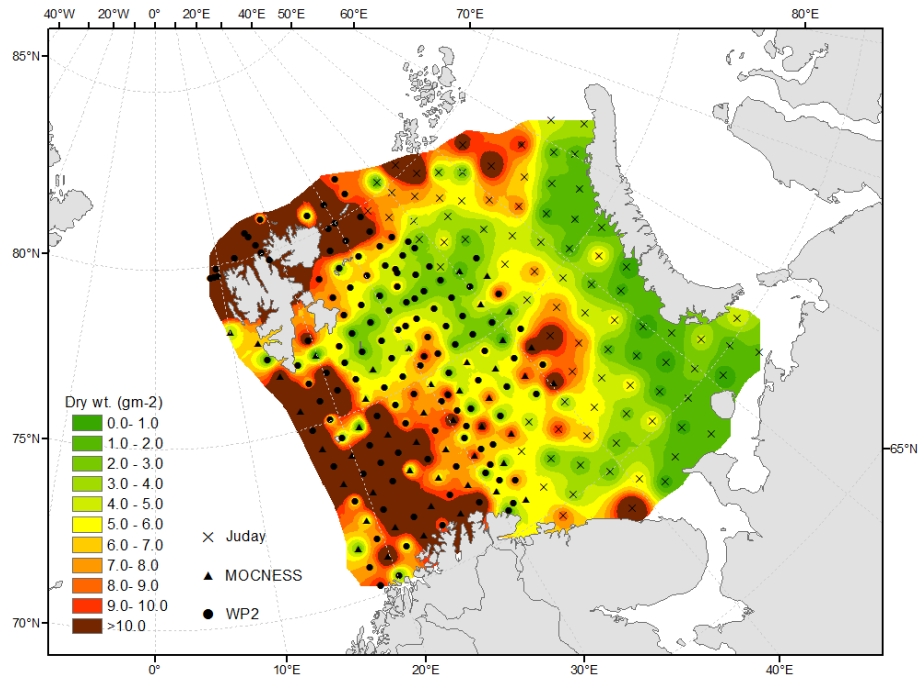 40°W 20°W 0° 20°E 40°E 50°E 60°E 70°E 80°E
85°N
80°N
75°N
65°N
70°N
Dry wt. (gm-2)
0.0- 1.0
1.0 - 2.0
2.0 - 3.0
3.0 - 4.0
4.0 - 5.0
5.0 - 6.0
6.0 - 7.0
7.0- 8.0
8.0- 9.0
9.0- 10.0
>10.0
Juday
MOCNESS
WP2
0° 10°E 20°E 30°E 40°E